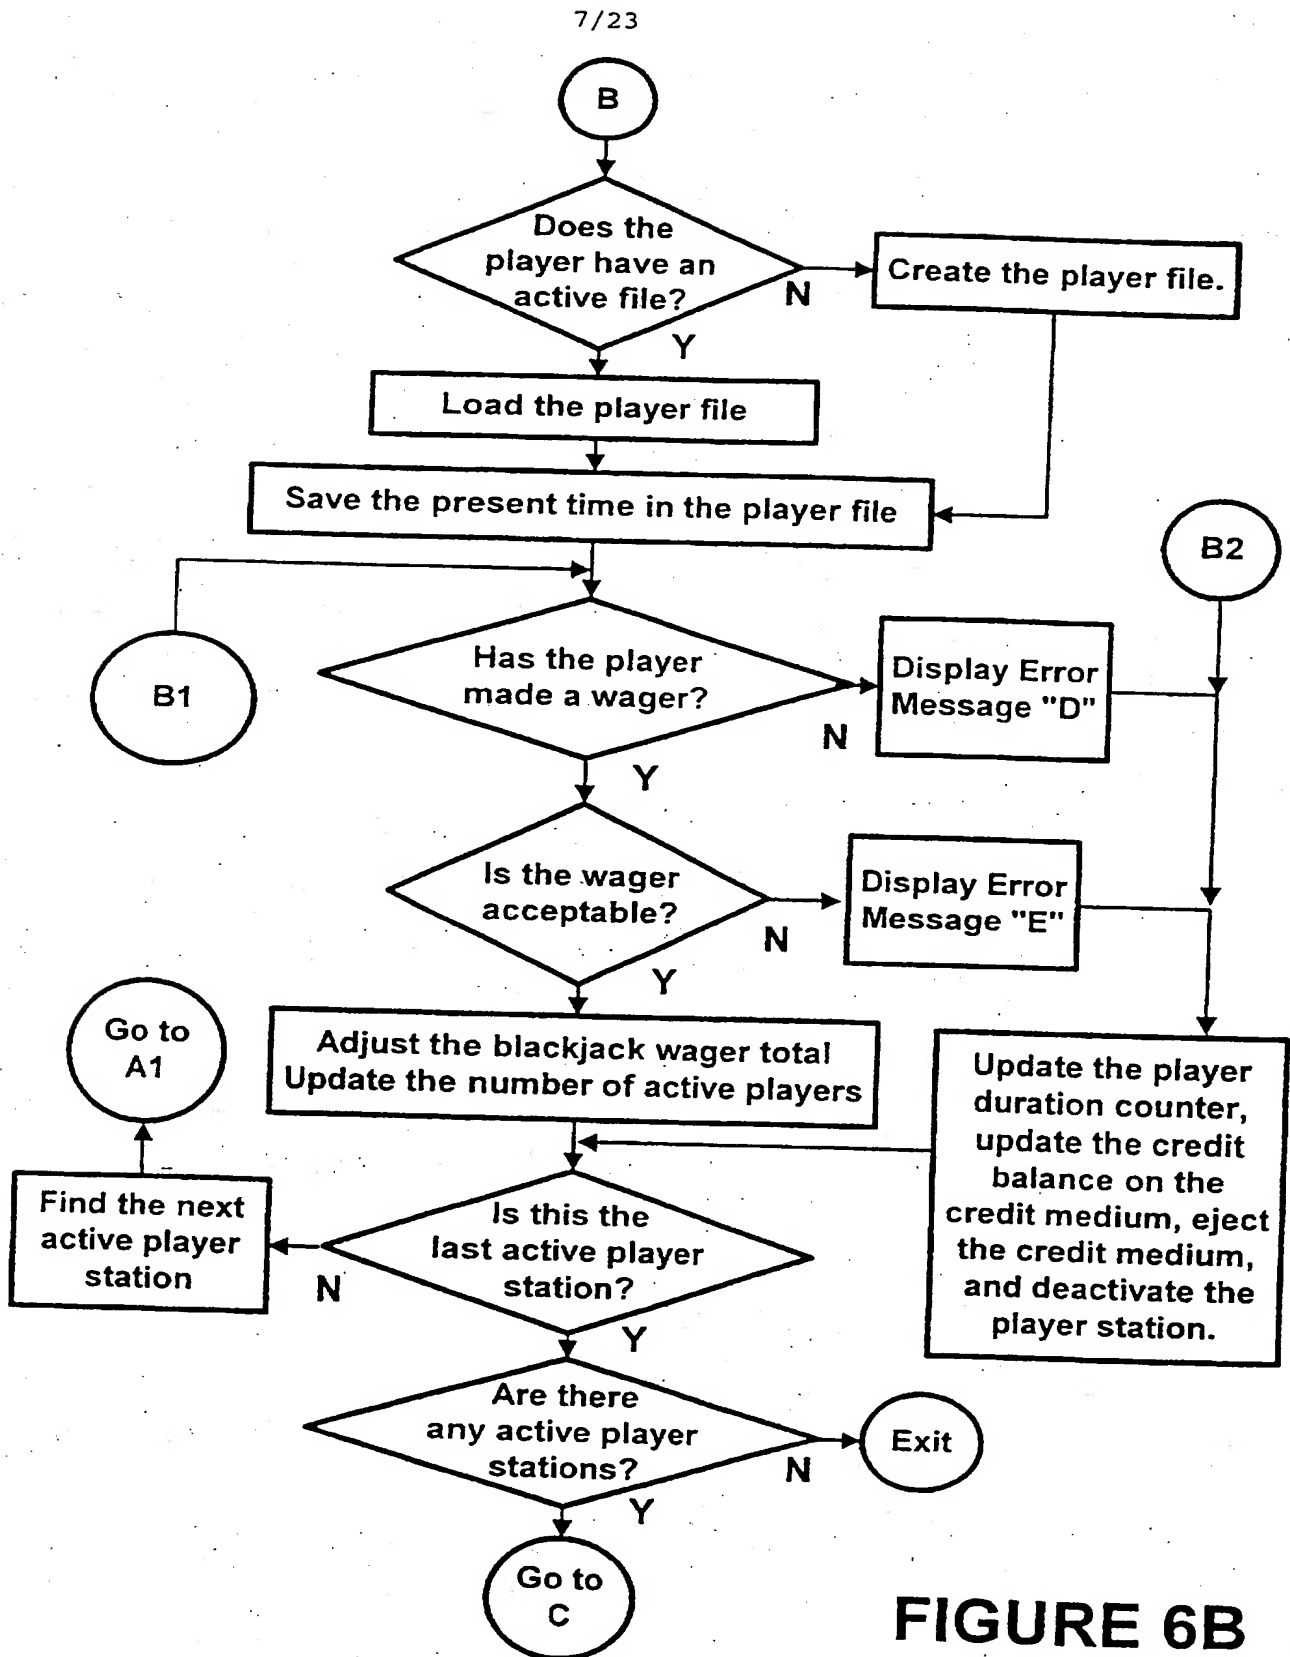 7/23
B
Does the
player have an
active file?
N
Create the player file.
Y
Load the player file
Save the present time in the player file
B2
B1
Has the player
made a wager?
N
Display Error
Message "D"
Y
Is the wager
acceptable?
N
Display Error
Message "E"
Y
Go to
A1
Adjust the blackjack wager total
Update the number of active players
Update the player
duration counter,
update the credit
balance on the
credit medium, eject
the credit medium,
and deactivate the
player station.
Find the next
active player
station
Is this the
last active player
station?
N
Y
Are there
any active player
stations?
N
Exit
Y
Go to
C
FIGURE 6B